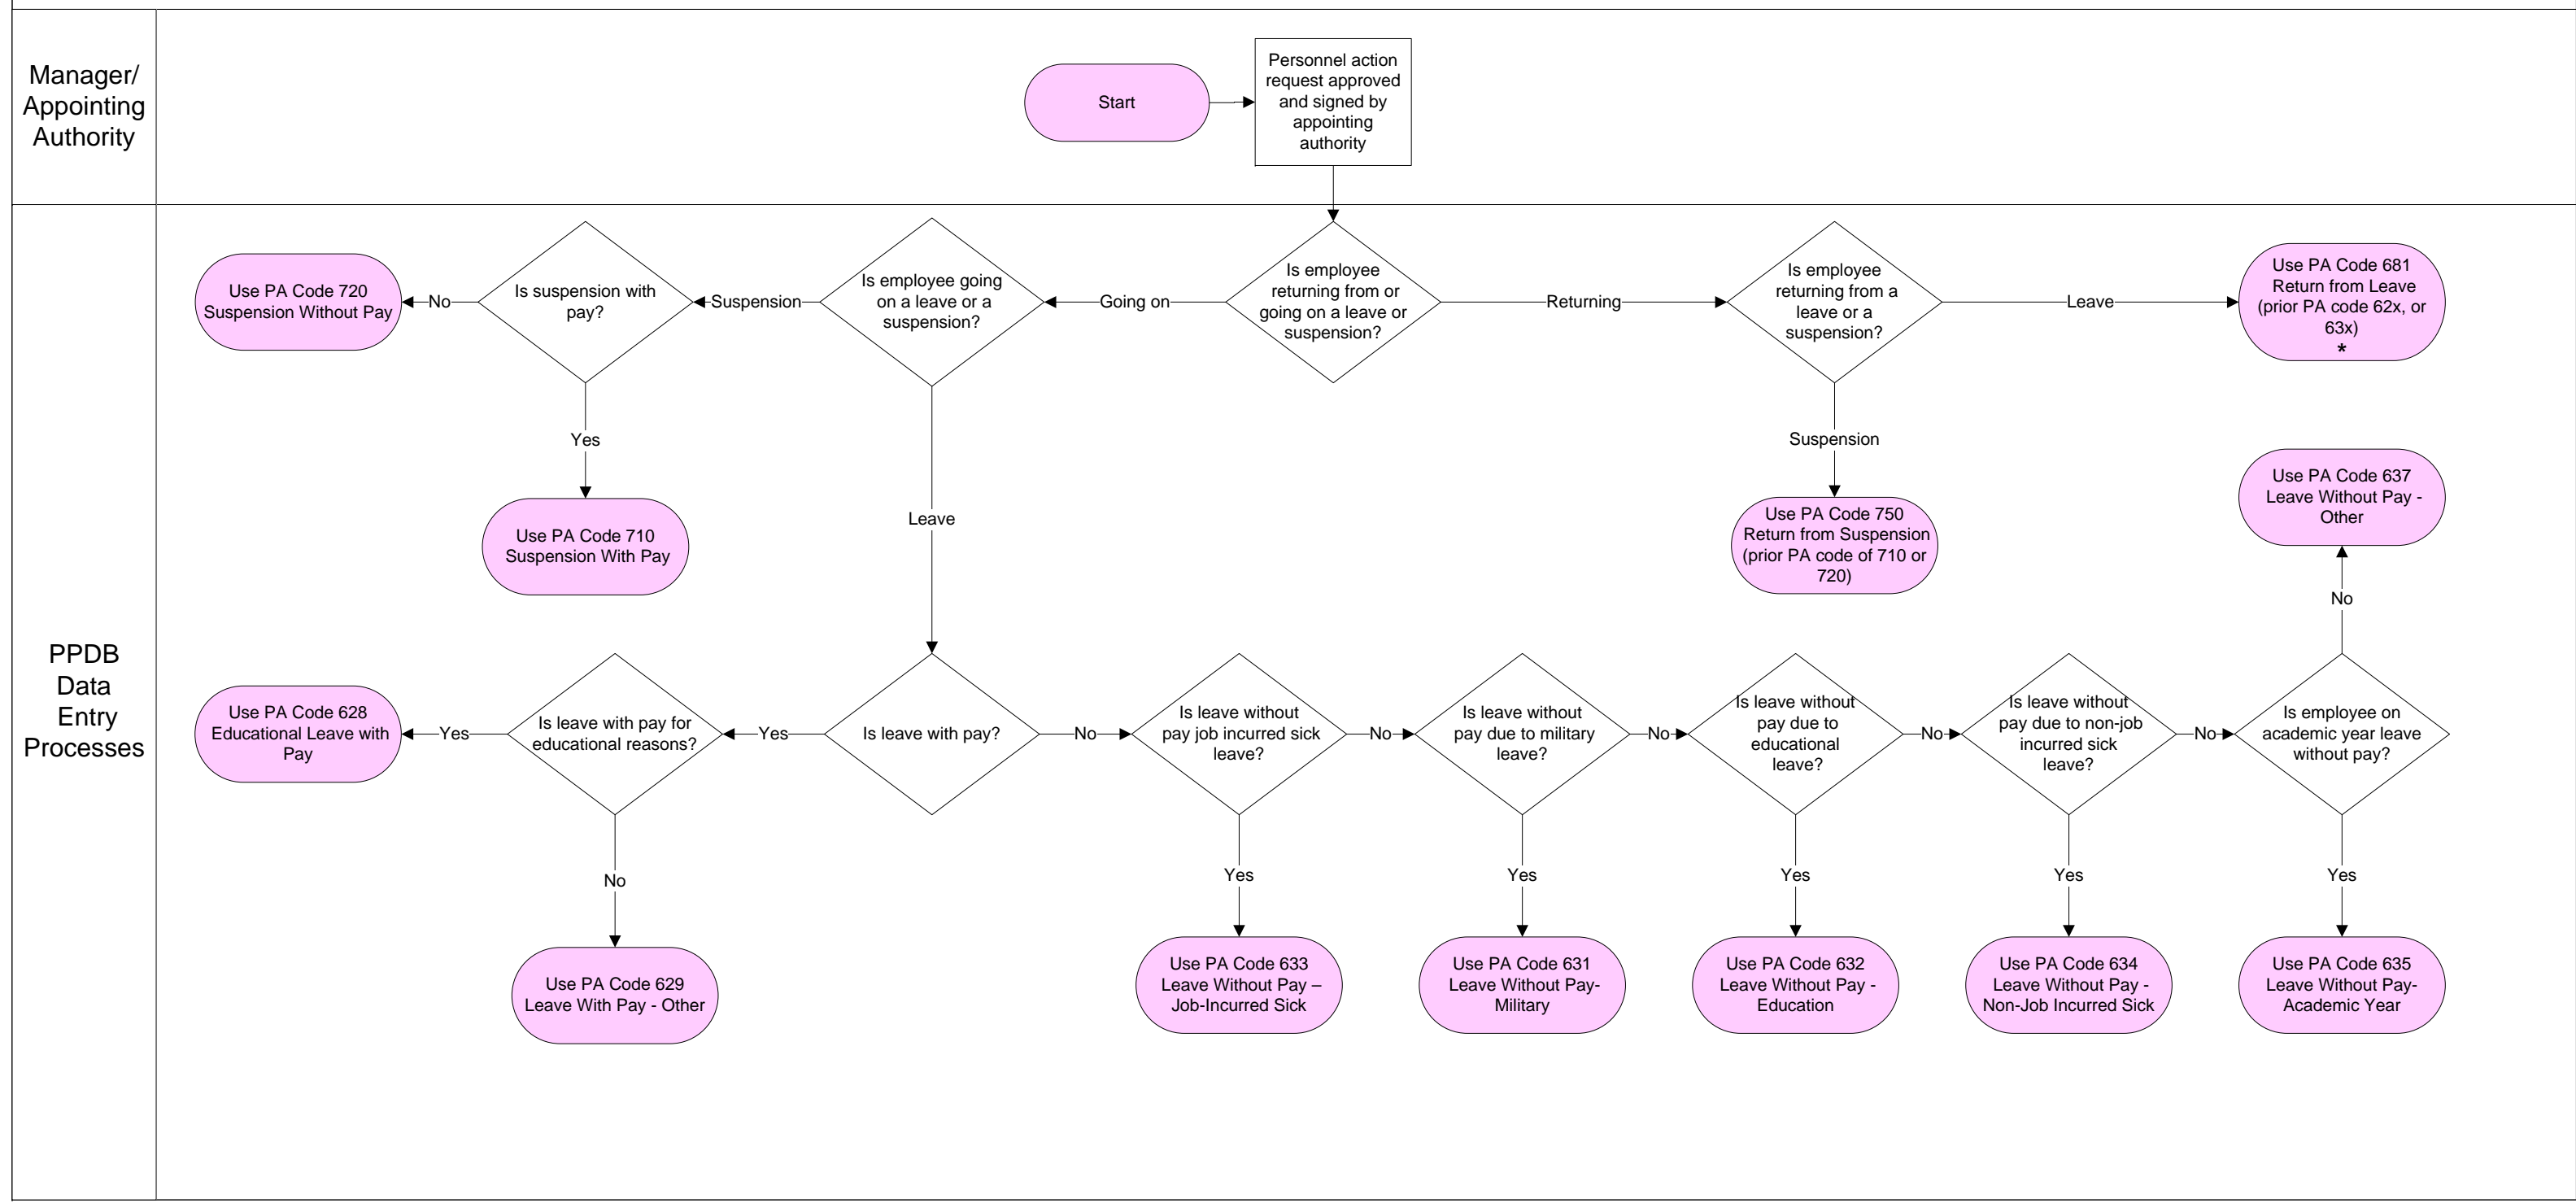 Manager/
Appointing
Authority
Start
Personnel action
request approved
and signed by
appointing
authority
PPDB
Data
Entry
Processes
Use PA Code 720
Suspension Without Pay
No
Is suspension with
pay?
Suspension
Is employee going
on a leave or a
suspension?
Going on
Is employee
returning from or
going on a leave or
suspension?
Returning
Is employee
returning from a
leave or a
suspension?
Leave
Use PA Code 681
Return from Leave
(prior PA code 62x, or
63x)
*
Yes
Use PA Code 710
Suspension With Pay
Leave
Suspension
Use PA Code 750
Return from Suspension
(prior PA code of 710 or
720)
Use PA Code 637
Leave Without Pay -
Other
No
Use PA Code 628
Educational Leave with
Pay
Yes
Is leave with pay for
educational reasons?
Yes
Is leave with pay?
No
Is leave without
pay job incurred sick
leave?
No
Is leave without
pay due to military
leave?
No
Is leave without
pay due to
educational
leave?
No
Is leave without
pay due to non-job
incurred sick
leave?
No
Is employee on
academic year leave
without pay?
No
Use PA Code 629
Leave With Pay - Other
Yes
Use PA Code 633
Leave Without Pay –
Job-Incurred Sick
Yes
Use PA Code 631
Leave Without Pay-
Military
Yes
Use PA Code 632
Leave Without Pay -
Education
Yes
Use PA Code 634
Leave Without Pay -
Non-Job Incurred Sick
Yes
Use PA Code 635
Leave Without Pay-
Academic Year